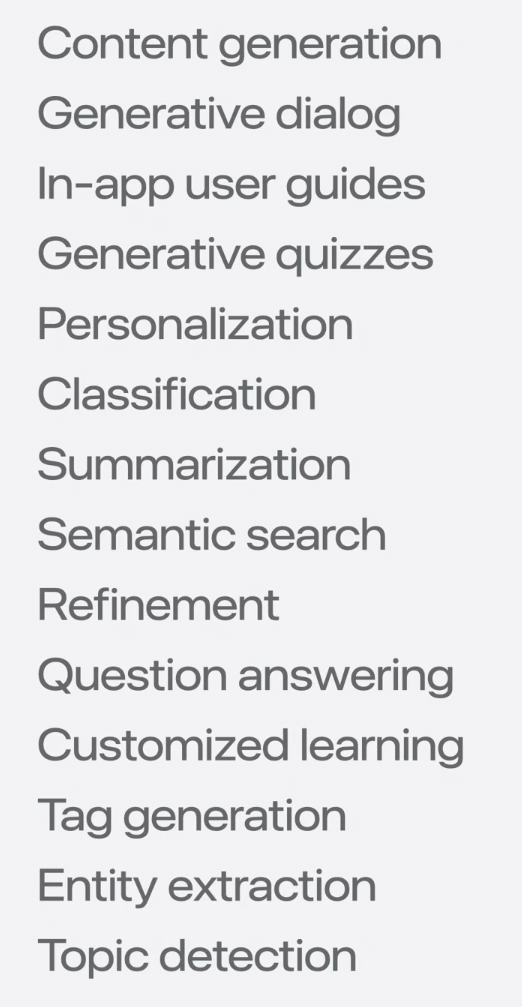 Content generation
Generative dialog
In-app user guides
Generative quizzes
Personalization
Classification
Summarization
Semantic search
Refinement
Question answering
Customized learning
Tag generation
Entity extraction
Topic detection